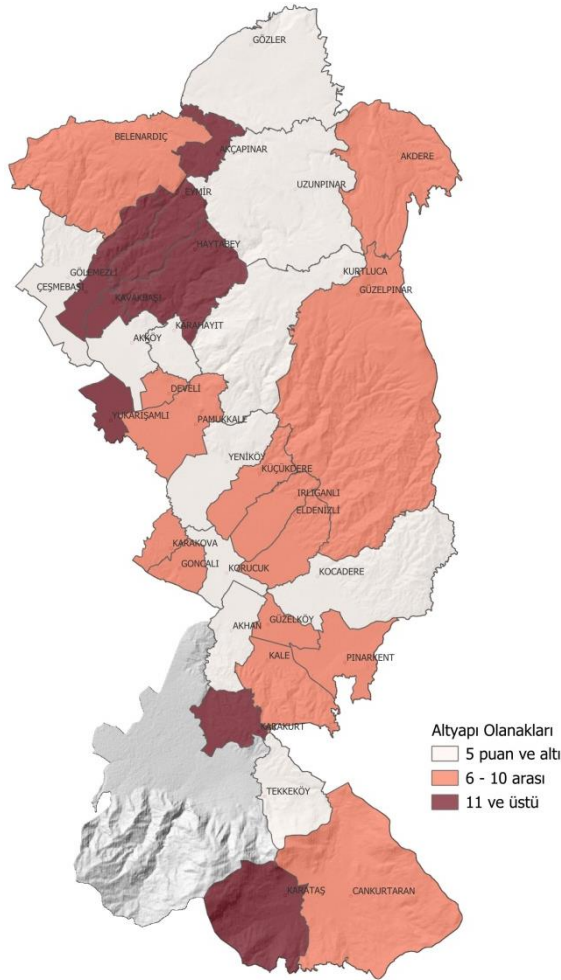 GÖZLER
BELENARDIÇ
AKÇAPINAR
AKDERE
EYMİR
UZUNPINAR
HAYTABEY
GÖLEMEZLİ
KURTLUCA
ÇEŞMEBAŞI
GÜZELPINAR
KAVAKBAŞI
KARAHAYIT
AKKÖY
DEVELİ
YUKARIŞAMLI
PAMUKKALE
YENİKÖY
KÜÇÜKDERE
IRLIGANLI
ELDENİZLİ
KARAKOVA
GONCALI
KORUCUK
KOCADERE
AKHAN
GÜZELKÖY
KALE
PINARKENT
KARAKURT
Altyapı Olanakları
5 puan ve altı
6 - 10 arası
11 ve üstü
TEKKEKÖY
KARATAŞ
CANKURTARAN